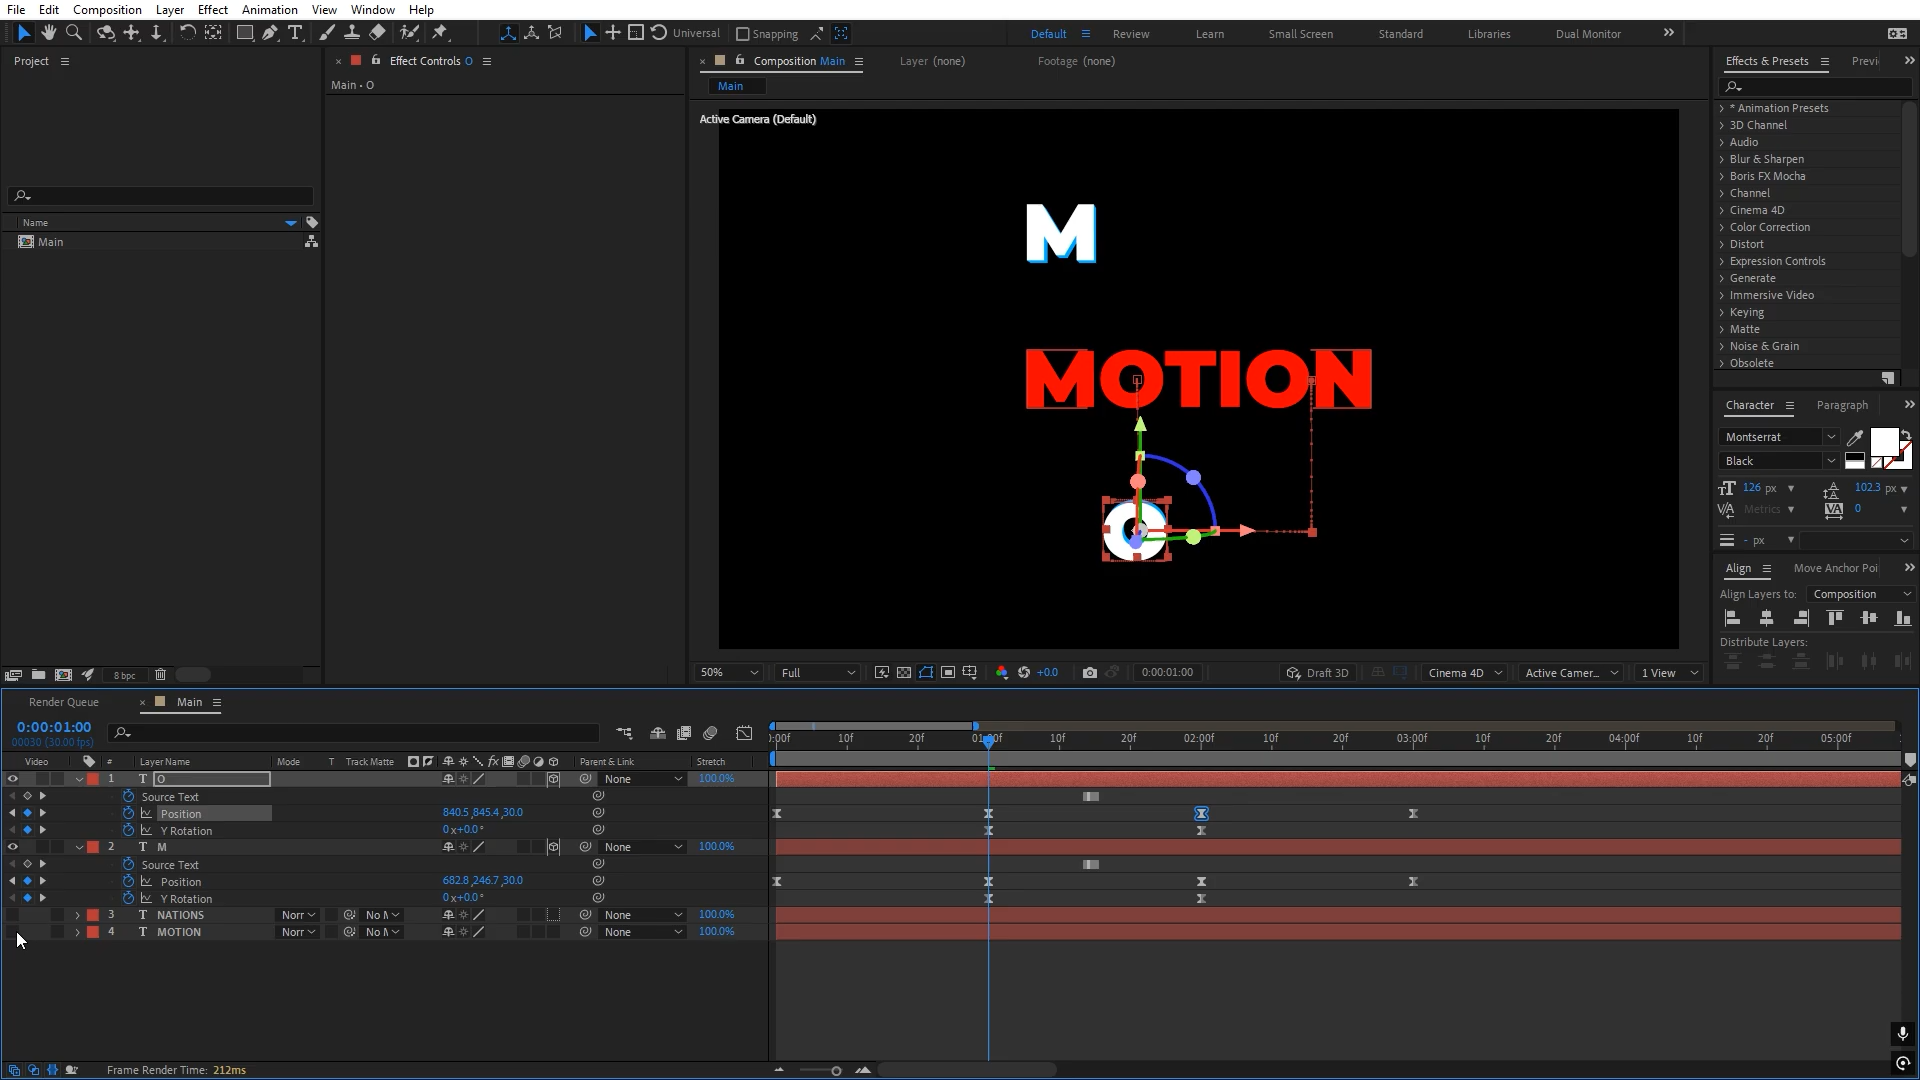 File Edit Composition Layer Effect Animation View Window Help
Universal Snapping Default Review Learn Small Screen Standard Libraries Dual Monitor
Project
Name
Main
8 bpc
Effect Controls O
Main • O
Composition Main
Layer (none)
Footage (none)
Main
Active Camera (Default)
M
MOTION
O
50% Full +0.0 0:00:01:00 Draft 3D Cinema 4D Active Camer... 1 View
Effects & Presets
* Animation Presets
3D Channel
Audio
Blur & Sharpen
Boris FX Mocha
Channel
Cinema 4D
Color Correction
Distort
Expression Controls
Generate
Immersive Video
Keying
Matte
Noise & Grain
Obsolete
Character Paragraph
Montserrat
Black
126 px 102.3 px
Metrics 0
- px
Align Move Anchor Poi
Align Layers to: Composition
Distribute Layers:
Render Queue Main
0:00:01:00
00030 (30.00 fps)
10f 20f 01:00f 10f 20f 02:00f 10f 20f 03:00f 10f 20f 04:00f 10f 20f 05:00f
Video # Layer Name Mode T Track Matte fx Parent & Link Stretch
1 T O None 100.0%
Source Text
Position 840.5,845.4,30.0
Y Rotation 0x+0.0°
2 T M None 100.0%
Source Text
Position 682.8,246.7,30.0
Y Rotation 0x+0.0°
3 T NATIONS None 100.0%
4 T MOTION None 100.0%
Frame Render Time: 212ms